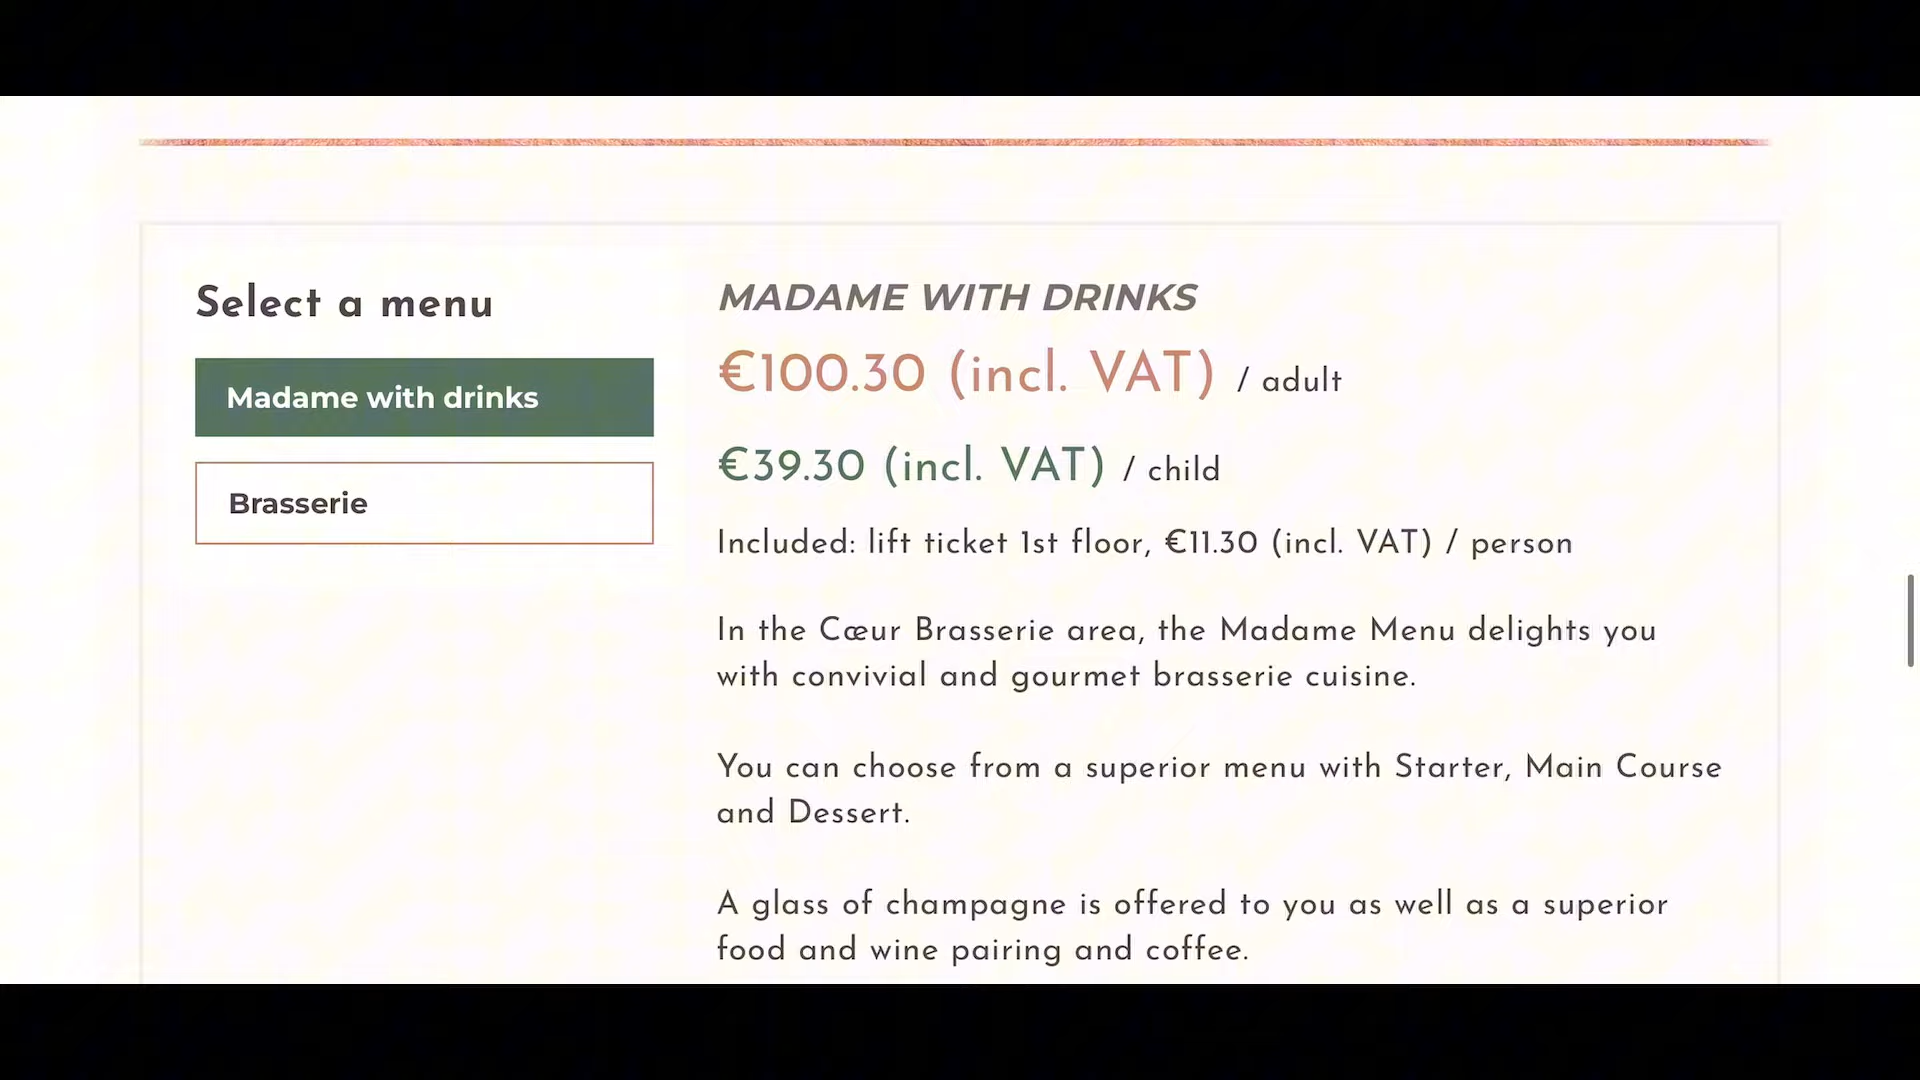 Select a menu
Madame with drinks
Brasserie
MADAME WITH DRINKS
€100.30 (incl. VAT) / adult
€39.30 (incl. VAT) / child
Included: lift ticket 1st floor, €11.30 (incl. VAT) / person
In the Cœur Brasserie area, the Madame Menu delights you
with convivial and gourmet brasserie cuisine.
You can choose from a superior menu with Starter, Main Course
and Dessert.
A glass of champagne is offered to you as well as a superior
food and wine pairing and coffee.